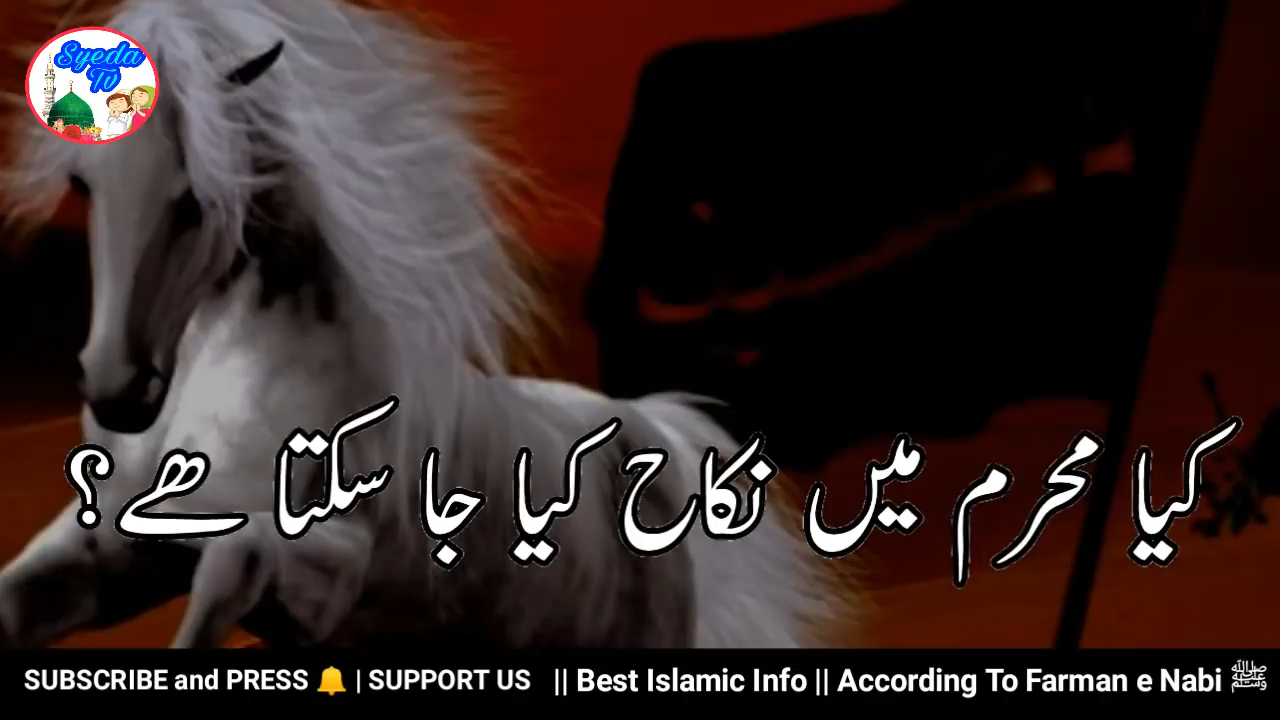 Syeda
Tv
کیا محرم میں نکاح کیا جا سکتا ھے؟
SUBSCRIBE and PRESS 🔔 | SUPPORT US || Best Islamic Info || According To Farman e Nabi ﷺ